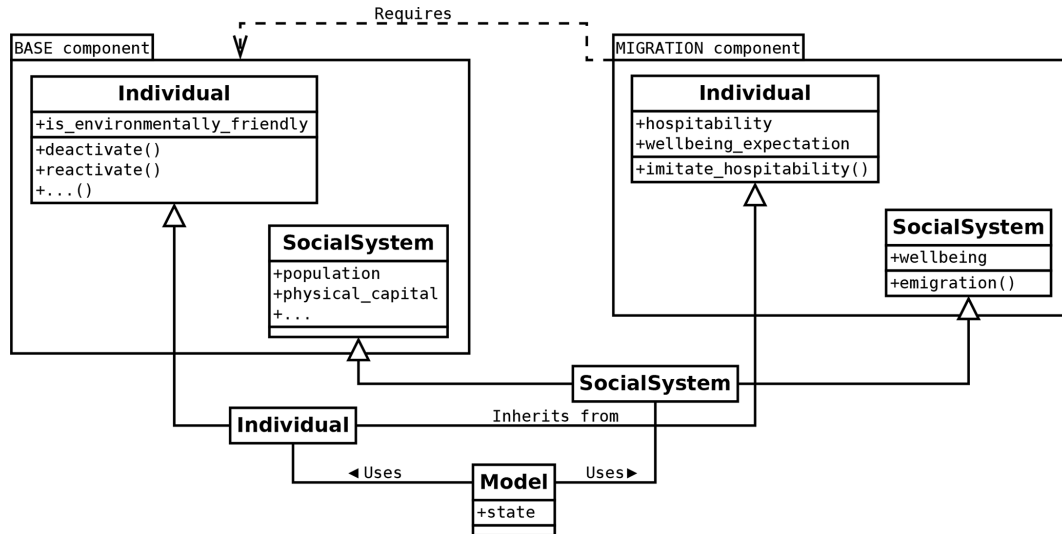 Requires
BASE component
MIGRATION component
Individual
+is_environmentally_friendly
+deactivate()
+reactivate()
+...()
SocialSystem
+population
+physical_capital
+...
Individual
+hospitability
+wellbeing_expectation
+imitate_hospitability()
SocialSystem
+wellbeing
+emigration()
SocialSystem
Inherits from
Individual
◄ Uses
Uses►
Model
+state